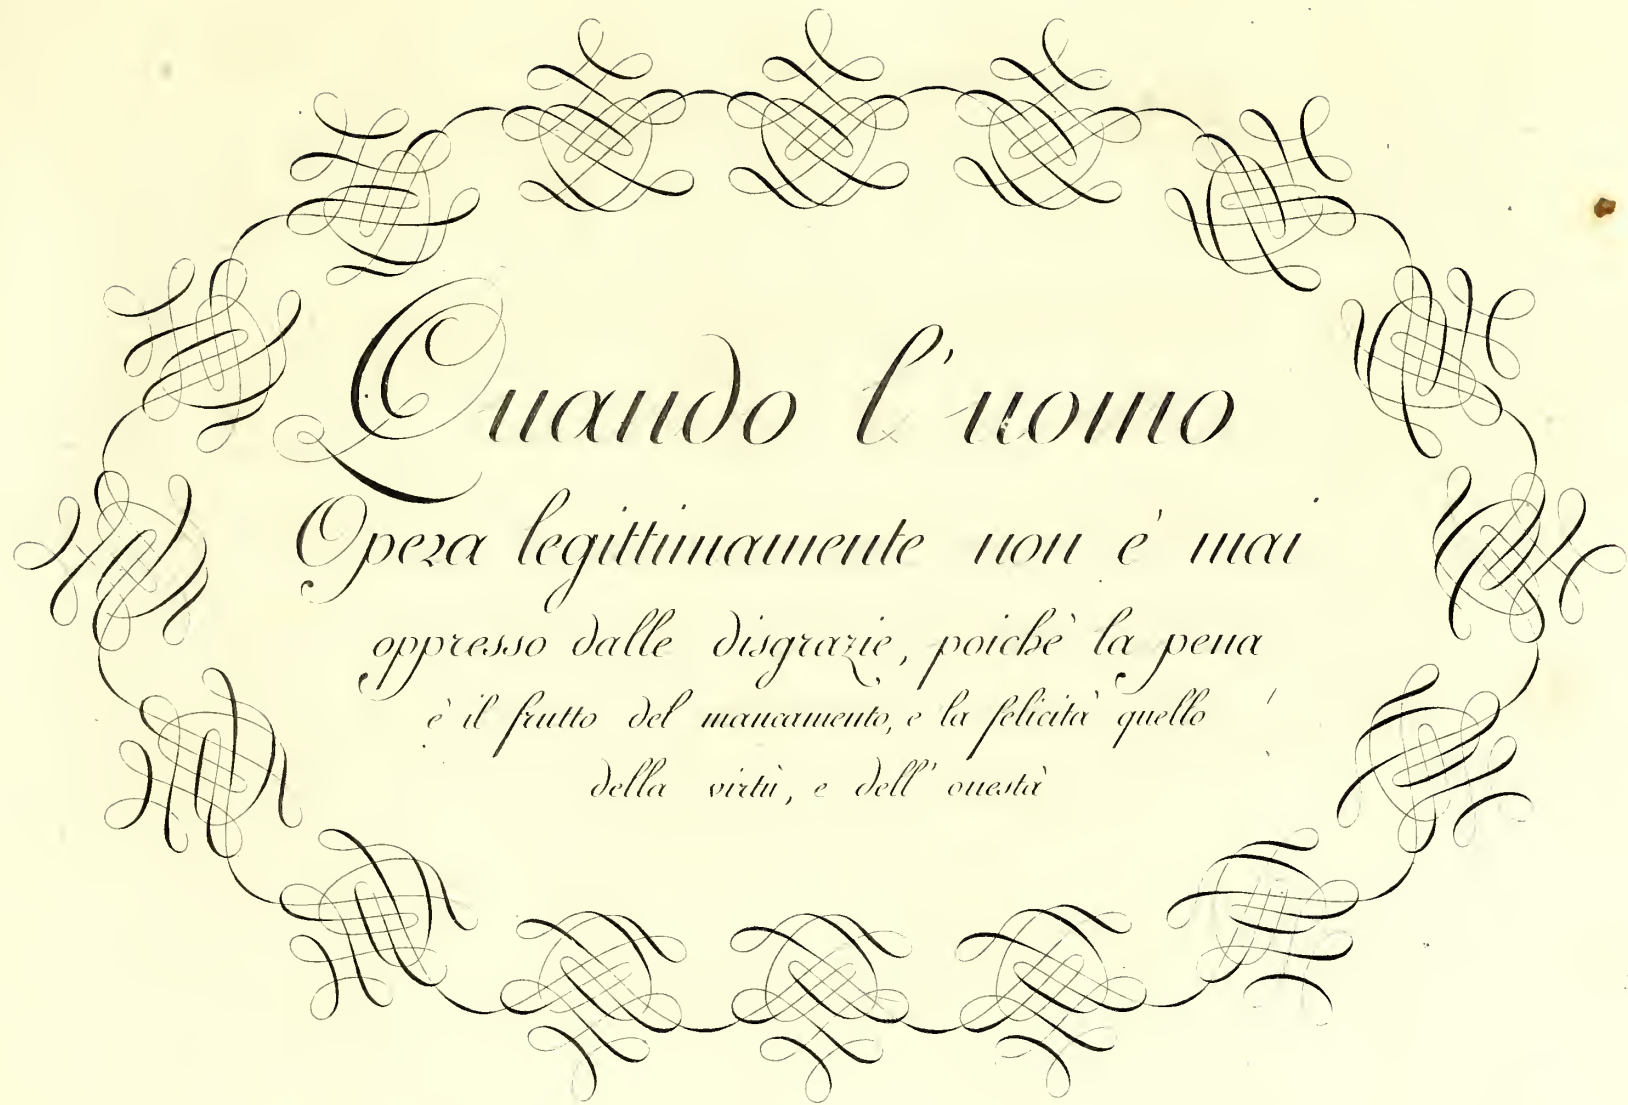 Quando l'uomo
Opera legittimamente non è mai
oppresso dalle disgrazie, poichè la pena
è il frutto del mancamento, e la felicità quello
della virtù, e dell' onestà